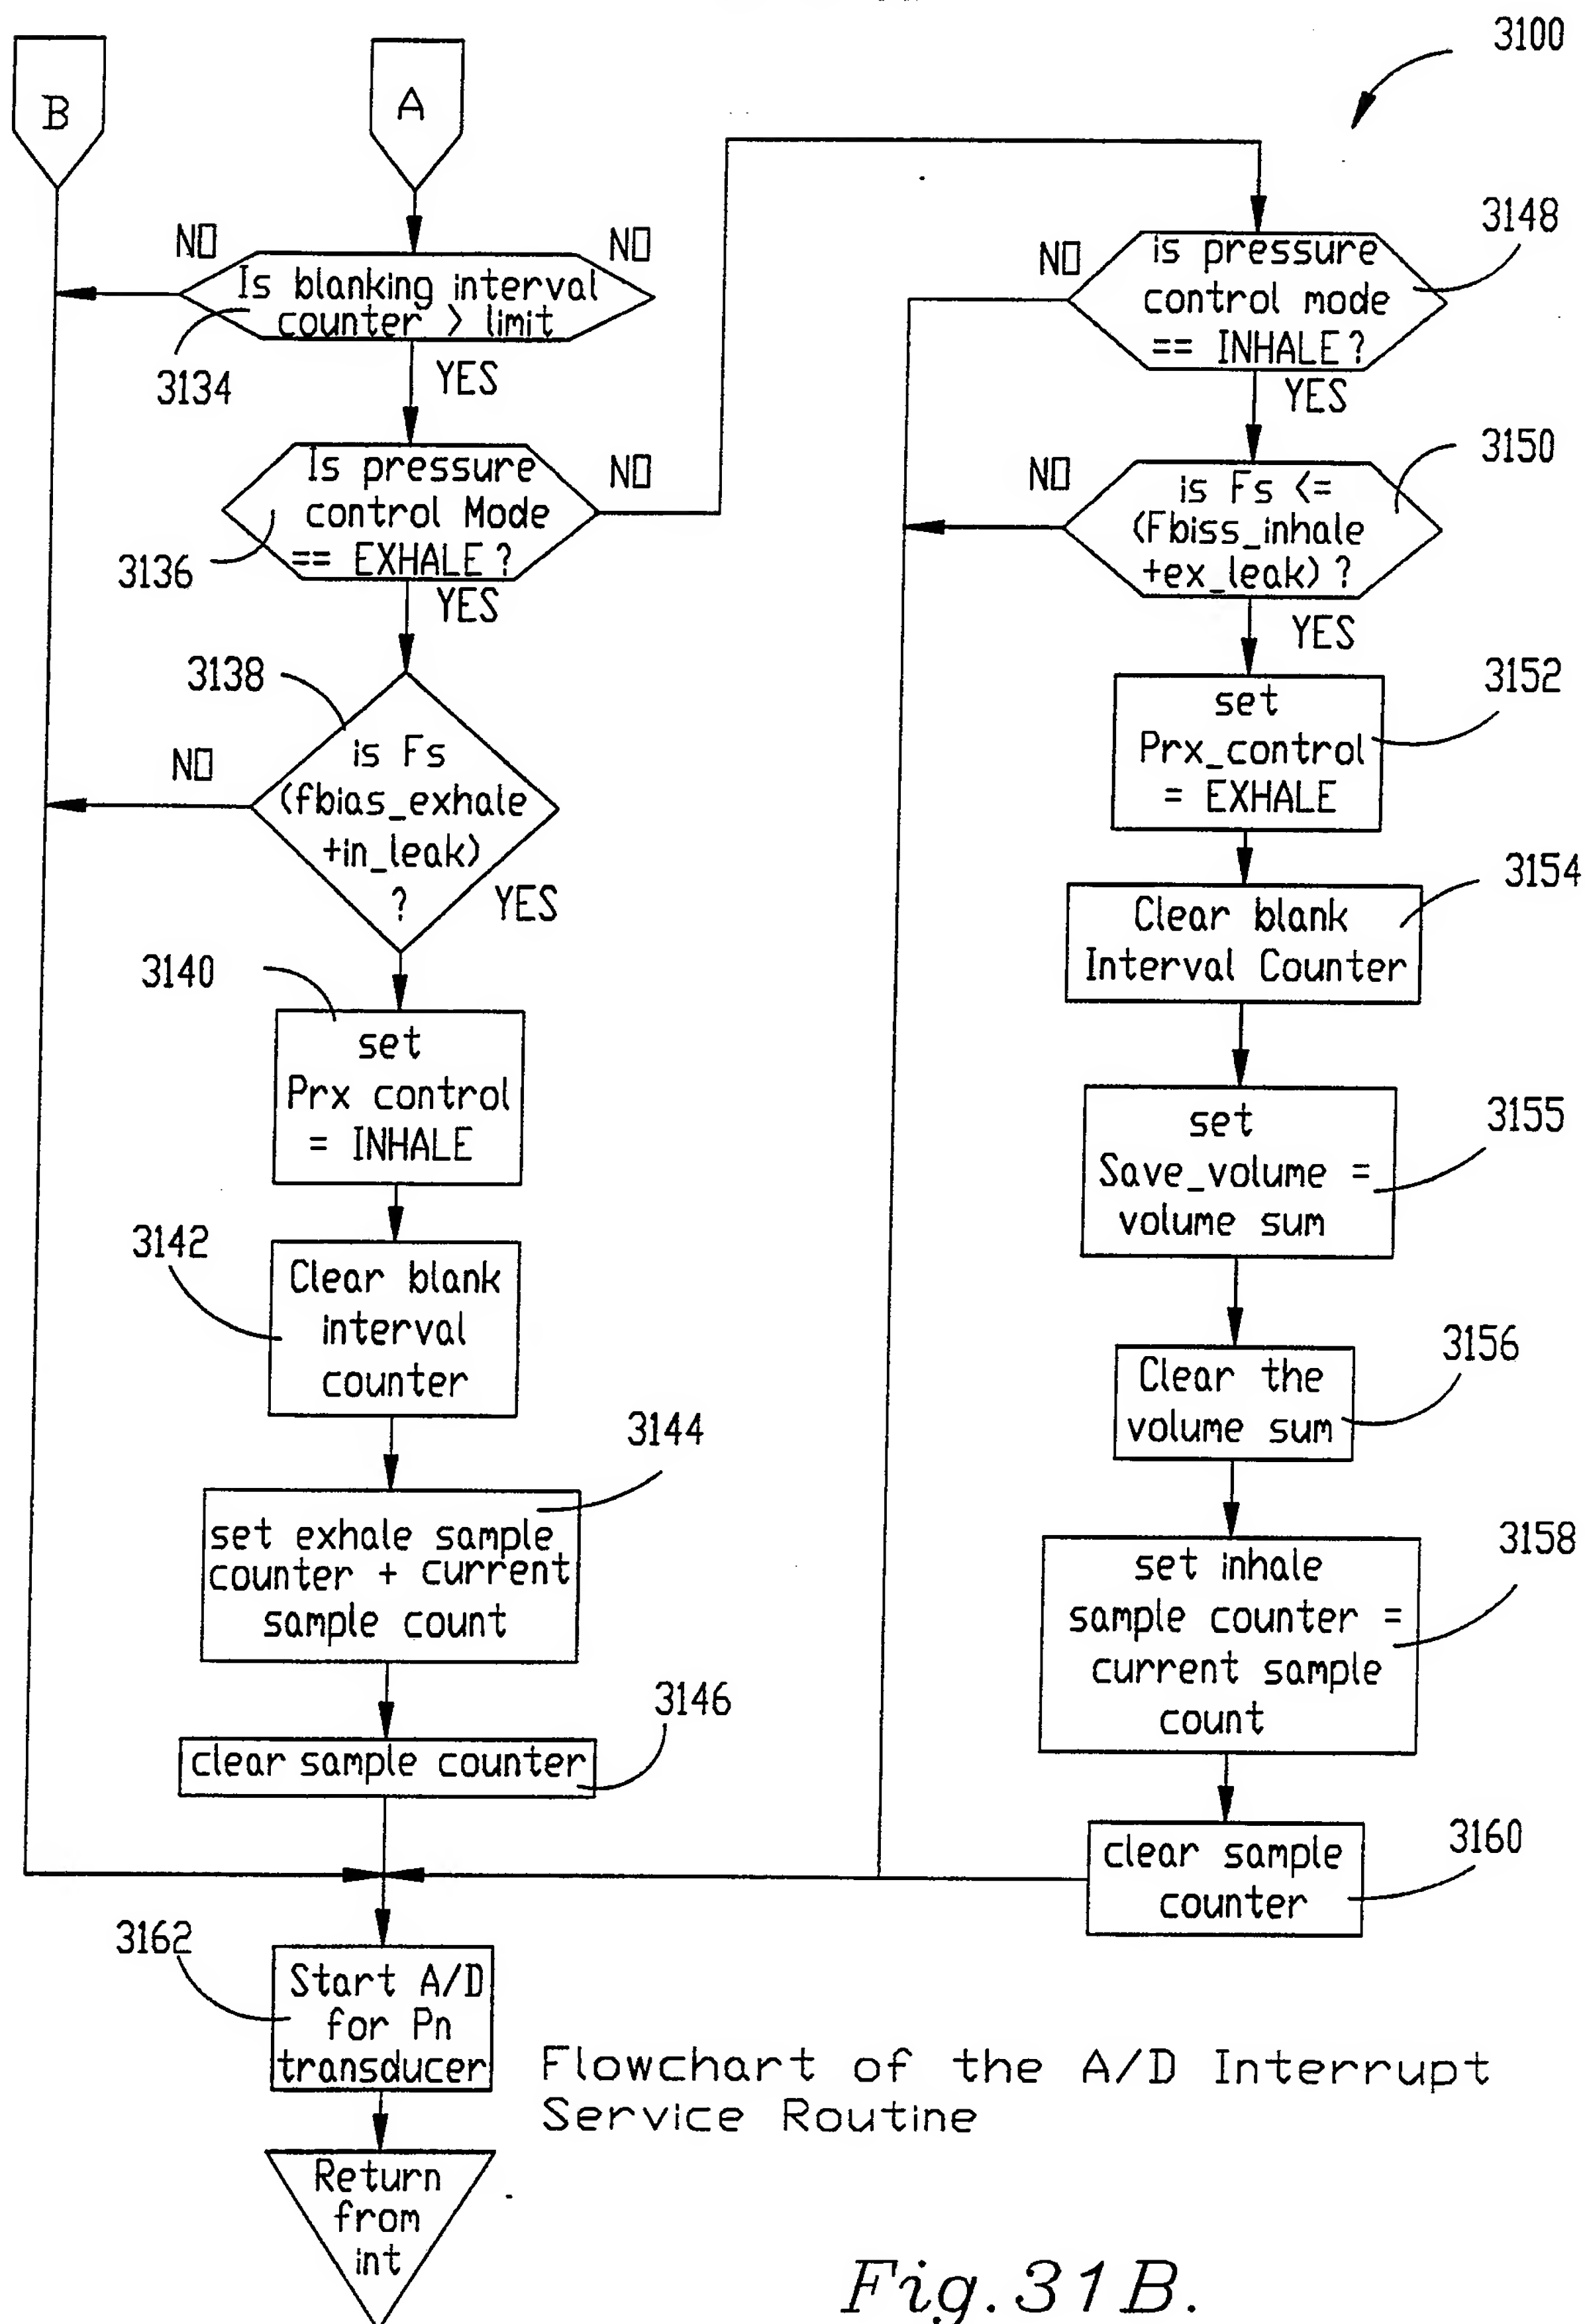 3100
B
A
NO
NO
Is blanking interval
counter > limit
3134
YES
Is pressure
control Mode
== EXHALE ?
NO
3136
YES
3138
is Fs
(fbias_exhale
+in_leak)
?
NO
YES
3140
set
Prx control
= INHALE
3142
Clear blank
interval
counter
3144
set exhale sample
counter + current
sample count
3146
clear sample counter
3148
is pressure
control mode
== INHALE ?
NO
YES
3150
is Fs <=
(Fbiss_inhale
+ex_leak) ?
NO
YES
3152
set
Prx_control
= EXHALE
3154
Clear blank
Interval Counter
3155
set
Save_volume =
volume sum
3156
Clear the
volume sum
3158
set inhale
sample counter =
current sample
count
3160
clear sample
counter
3162
Start A/D
for Pn
transducer
Return
from
int
Flowchart of the A/D Interrupt
Service Routine
Fig. 31B.